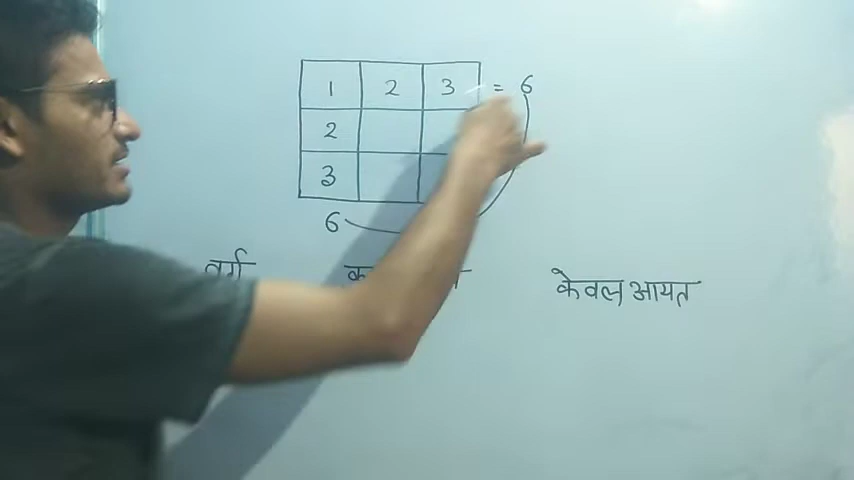 1 2 3 = 6
2
3
6
वर्ग
केवल आयत